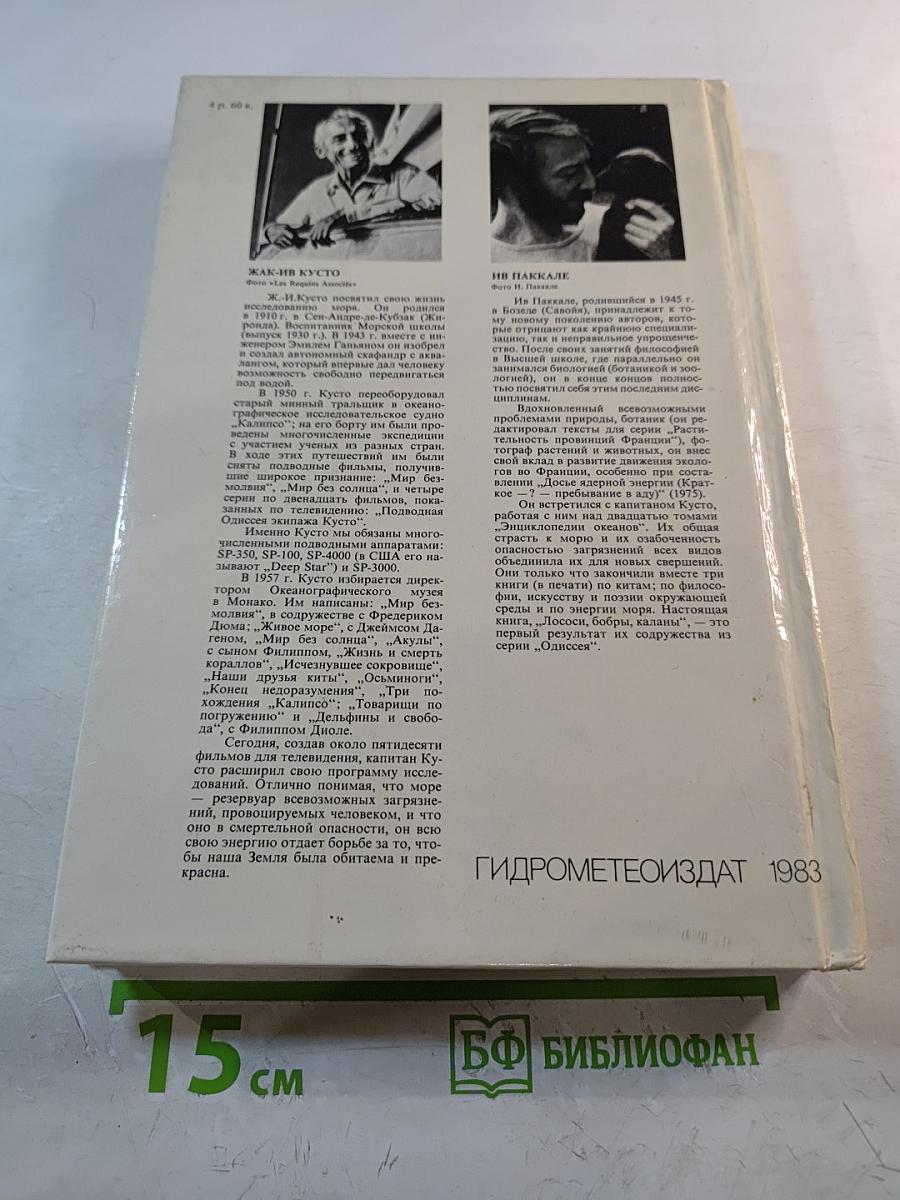 4 р. 60 к.
ЖАК-ИВ КУСТО
Фото «Les Requins Associés»
Ж.-И.Кусто посвятил свою жизнь
исследованию моря. Он родился
в 1910 г. в Сен-Андре-де-Кубзак (Жи-
ронда). Воспитанник Морской школы
(выпуск 1930 г.). В 1943 г. вместе с ин-
женером Эмилем Ганьяном он изобрел
и создал автономный скафандр с аква-
лангом, который впервые дал человеку
возможность свободно передвигаться
под водой.
В 1950 г. Кусто переоборудовал
старый минный тральщик в океано-
графическое исследовательское судно
„Калипсо“; на его борту им были про-
ведены многочисленные экспедиции
с участием ученых из разных стран.
В ходе этих путешествий им были
сняты подводные фильмы, получив-
шие широкое признание: „Мир без-
молвия“, „Мир без солнца“, и четыре
серии по двенадцать фильмов, пока-
занных по телевидению: „Подводная
Одиссея экипажа Кусто“.
Именно Кусто мы обязаны много-
численными подводными аппаратами:
SP-350, SP-100, SP-4000 (в США его на-
зывают „Deep Star“) и SP-3000.
В 1957 г. Кусто избирается дирек-
тором Океанографического музея
в Монако. Им написаны: „Мир без-
молвия“, в содружестве с Фредериком
Дюма; „Живое море“, с Джеймсом Да-
геном, „Мир без солнца“, „Акулы“,
с сыном Филиппом, „Жизнь и смерть
кораллов“, „Исчезнувшее сокровище“,
„Наши друзья киты“, „Осьминоги“,
„Конец недоразумения“, „Три по-
хождения „Калипсо“; „Товарищи по
погружению“ и „Дельфины и свобо-
да“, с Филиппом Диоле.
Сегодня, создав около пятидесяти
фильмов для телевидения, капитан Ку-
сто расширил свою программу иссле-
дований. Отлично понимая, что море
— резервуар всевозможных загрязне-
ний, провоцируемых человеком, и что
оно в смертельной опасности, он всю
свою энергию отдает борьбе за то, что-
бы наша Земля была обитаема и пре-
красна.
ИВ ПАККАЛЕ
Фото И. Паккале
Ив Паккале, родившийся в 1945 г.
в Бозеле (Савойя), принадлежит к то-
му новому поколению авторов, кото-
рые отрицают как крайнюю специали-
зацию, так и неправильное упрощенче-
ство. После своих занятий философией
в Высшей школе, где параллельно он
занимался биологией (ботаникой и зоо-
логией), он в конце концов полнос-
тью посвятил себя этим последним дис-
циплинам.
Вдохновленный всевозможными
проблемами природы, ботаник (он ре-
дактировал тексты для серии „Расти-
тельность провинций Франции“), фо-
тограф растений и животных, он внес
свой вклад в развитие движения эколо-
гов во Франции, особенно при соста-
влении „Досье ядерной энергии (Крат-
кое —? — пребывание в аду)“ (1975).
Он встретился с капитаном Кусто,
работая с ним над двадцатью томами
„Энциклопедии океанов“. Их общая
страсть к морю и их озабоченность
опасностью загрязнений всех видов
объединила их для новых свершений.
Они только что закончили вместе три
книги (в печати) по китам; по филосо-
фии, искусству и поэзии окружающей
среды и по энергии моря. Настоящая
книга, „Лососи, бобры, каланы“, — это
первый результат их содружества из
серии „Одиссея“.
ГИДРОМЕТЕОИЗДАТ 1983
15 см
БФ БИБЛИОФАН